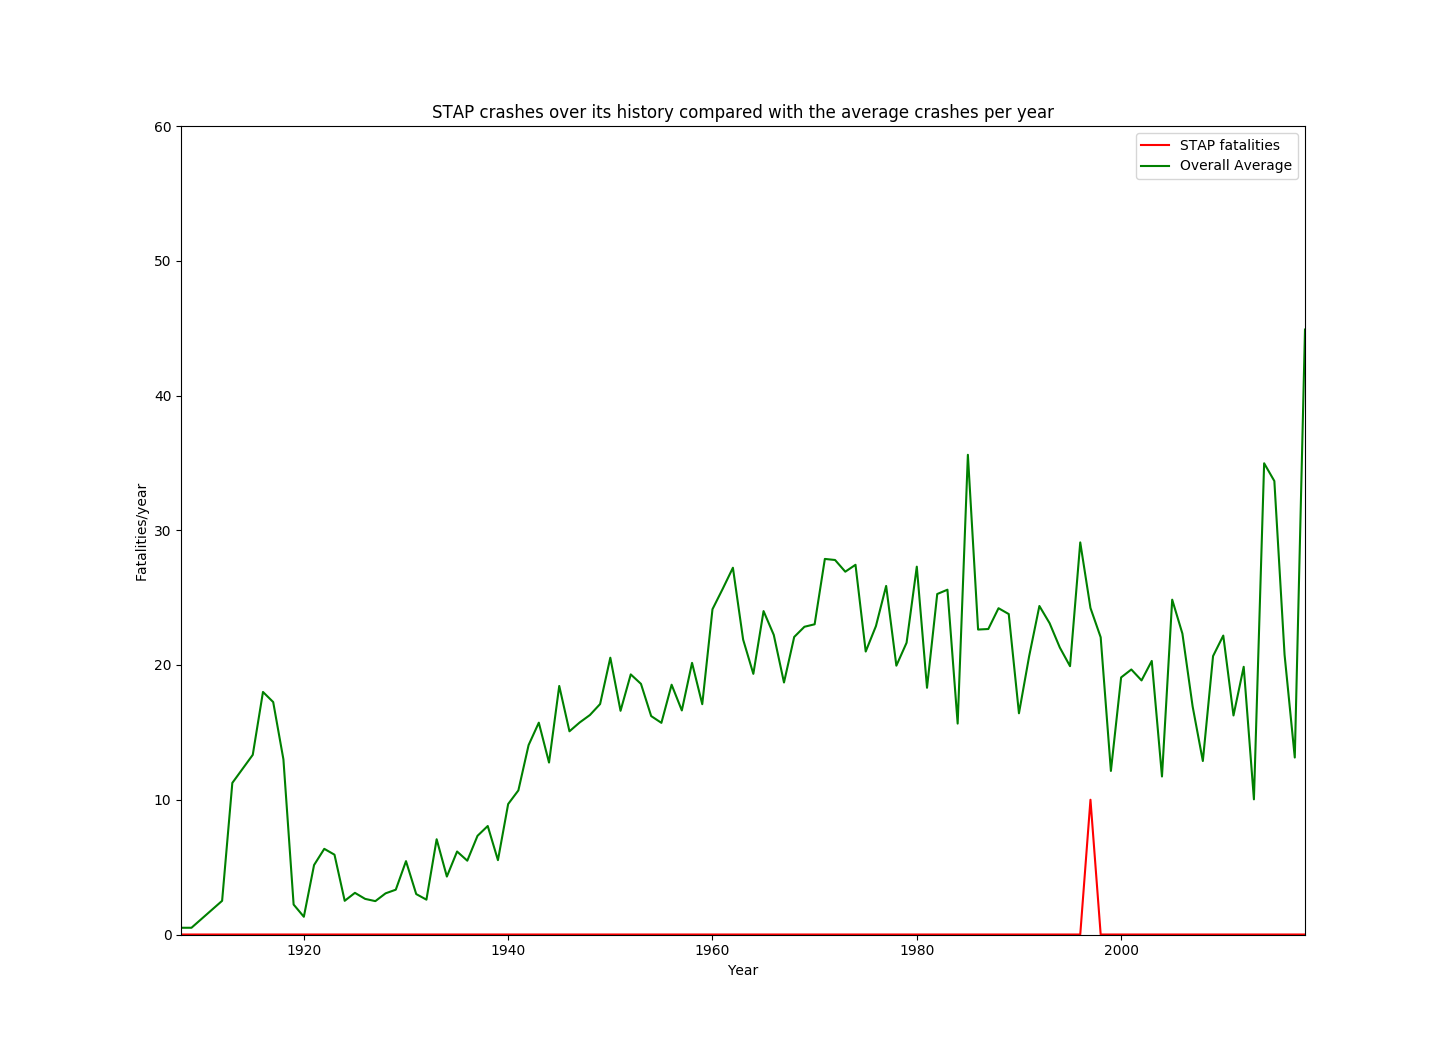 STAP crashes over its history compared with the average crashes per year
STAP fatalities
Overall Average
60
50
40
30
20
10
0
Fatalities/year
1920
1940
1960
1980
2000
Year